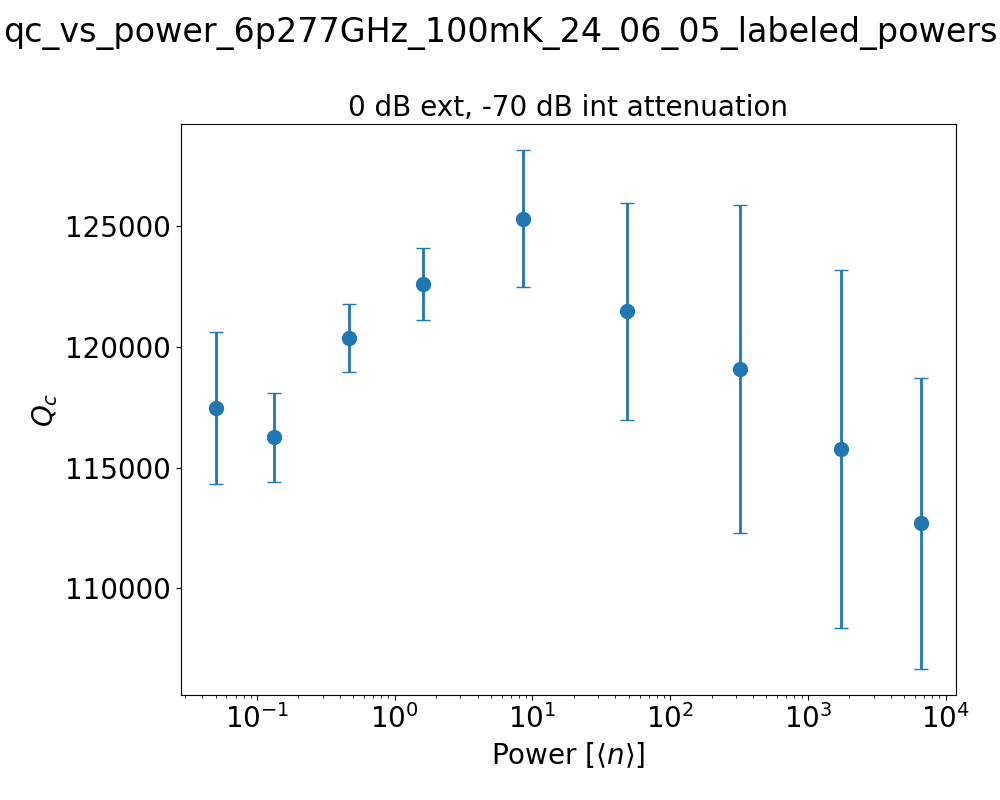 qc_vs_power_6p277GHz_100mK_24_06_05_labeled_powers
0 dB ext, -70 dB int attenuation
125000
120000
115000
110000
Q_c
10^{-1} 10^0 10^1 10^2 10^3 10^4
Power [⟨n⟩]